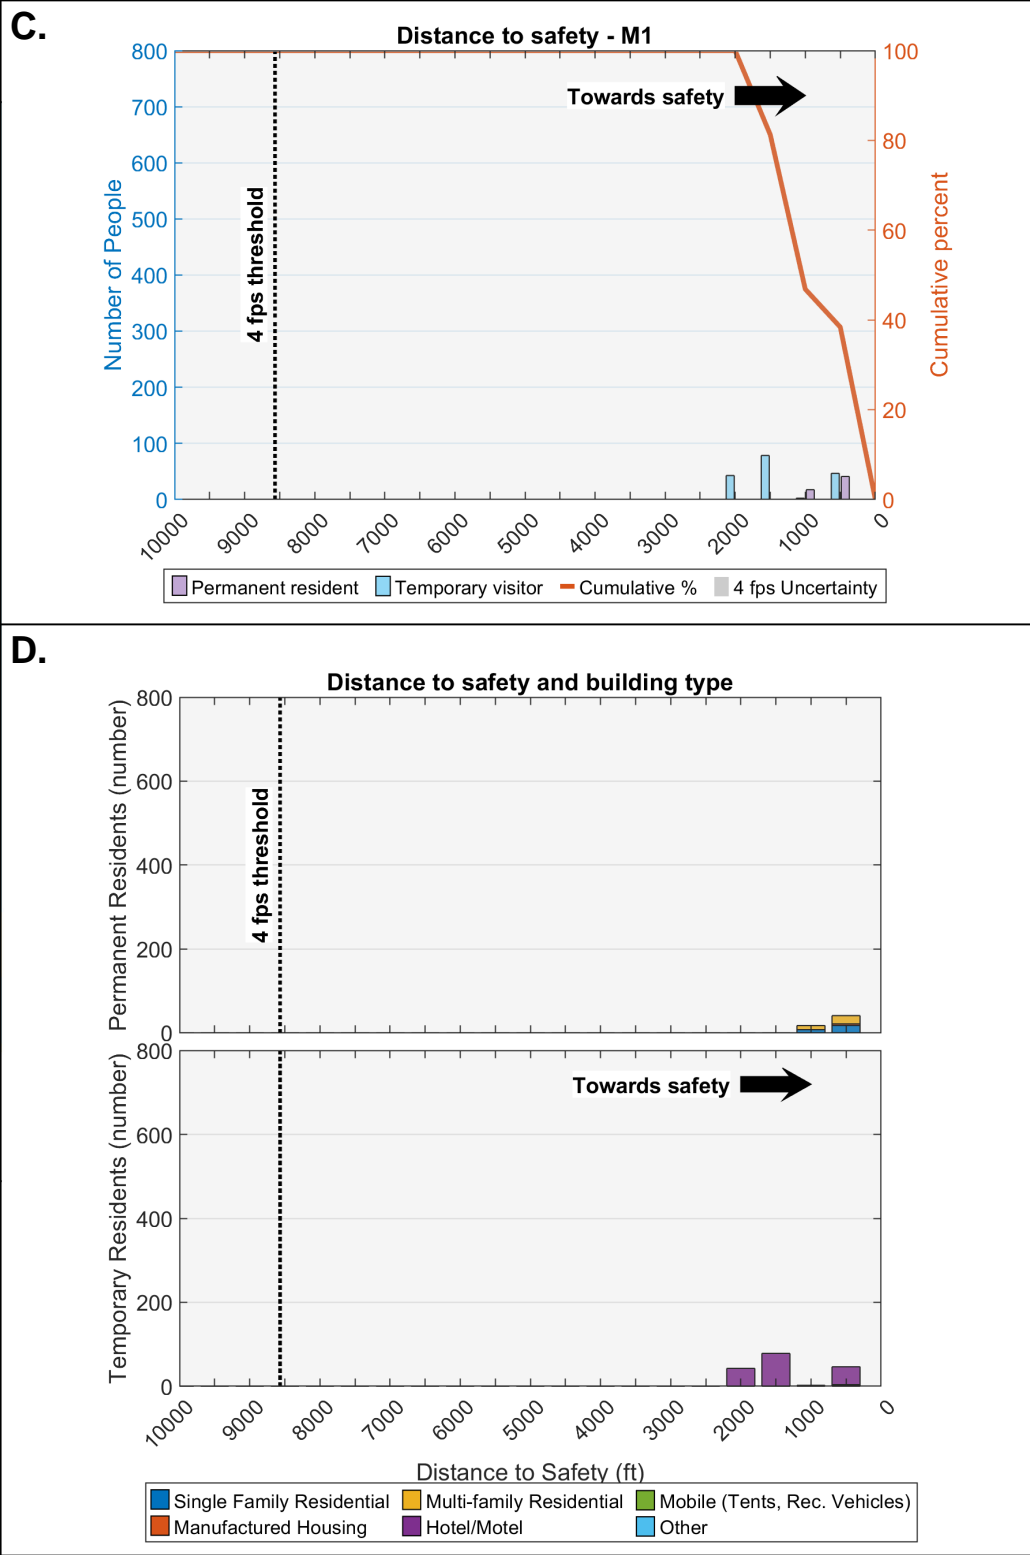 C.
Distance to safety - M1
800
700
600
500
400
300
200
100
0
Number of People
100
80
60
40
20
0
Cumulative percent
Towards safety
4 fps threshold
10000 9000 8000 7000 6000 5000 4000 3000 2000 1000 0
Permanent resident Temporary visitor Cumulative % 4 fps Uncertainty
D.
Distance to safety and building type
800
600
400
200
0
Permanent Residents (number)
4 fps threshold
800
600
400
200
0
Temporary Residents (number)
Towards safety
10000 9000 8000 7000 6000 5000 4000 3000 2000 1000 0
Distance to Safety (ft)
Single Family Residential Multi-family Residential Mobile (Tents, Rec. Vehicles)
Manufactured Housing Hotel/Motel Other